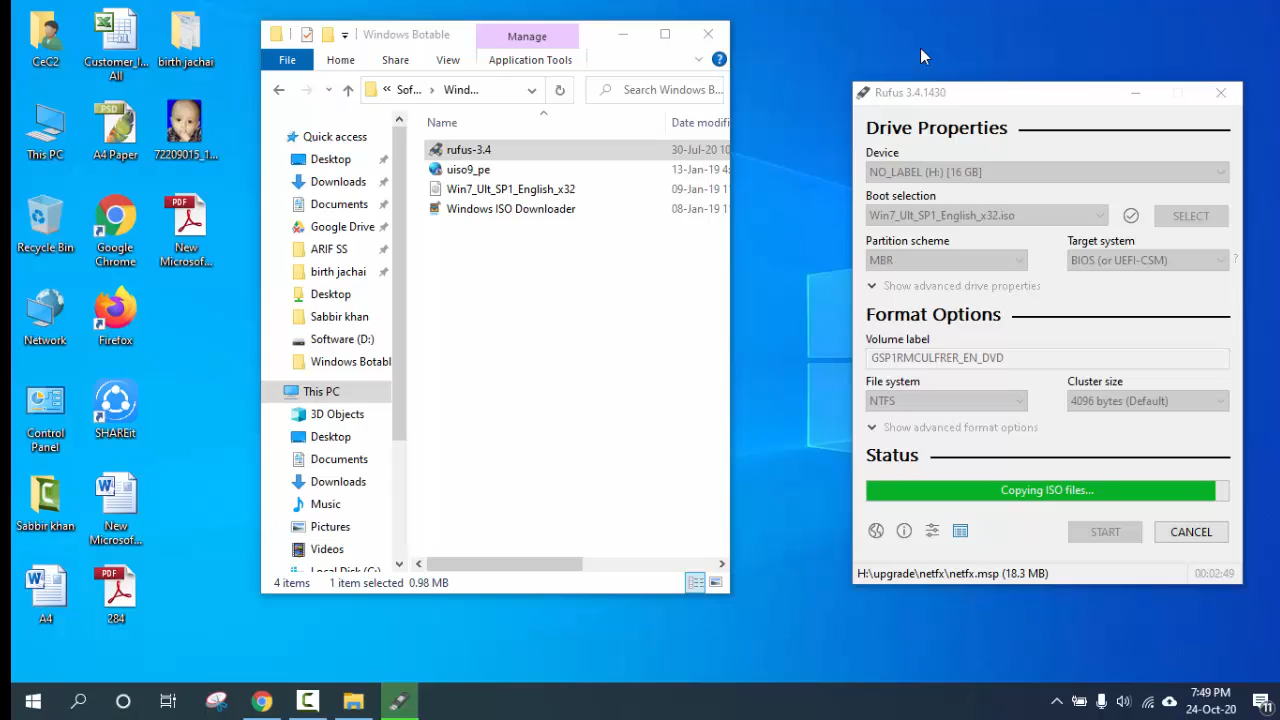 CeC2
Customer_I...
All
birth jachai
This PC
A4 Paper
72209015_1...
Recycle Bin
Google
Chrome
New
Microsof...
Network
Firefox
Control
Panel
SHAREit
Sabbir khan
New
Microsof...
A4
284
Windows Botable
Manage
File
Home
Share
View
Application Tools
« Sof...
Wind...
Search Windows B...
Name
Date modifi
Quick access
Desktop
Downloads
Documents
Google Drive
ARIF SS
birth jachai
Desktop
Sabbir khan
Software (D:)
Windows Botabl
This PC
3D Objects
Desktop
Documents
Downloads
Music
Pictures
Videos
Local Disk (C:)
rufus-3.4
30-Jul-20 10
uiso9_pe
13-Jan-19 4:
Win7_Ult_SP1_English_x32
09-Jan-19 1
Windows ISO Downloader
08-Jan-19 1
4 items
1 item selected 0.98 MB
Rufus 3.4.1430
Drive Properties
Device
NO_LABEL (H:) [16 GB]
Boot selection
Win7_Ult_SP1_English_x32.iso
SELECT
Partition scheme
Target system
MBR
BIOS (or UEFI-CSM)
?
Show advanced drive properties
Format Options
Volume label
GSP1RMCULFRER_EN_DVD
File system
Cluster size
NTFS
4096 bytes (Default)
Show advanced format options
Status
Copying ISO files...
START
CANCEL
H:\upgrade\netfx\netfx.msp (18.3 MB)
00:02:49
7:49 PM
24-Oct-20
11